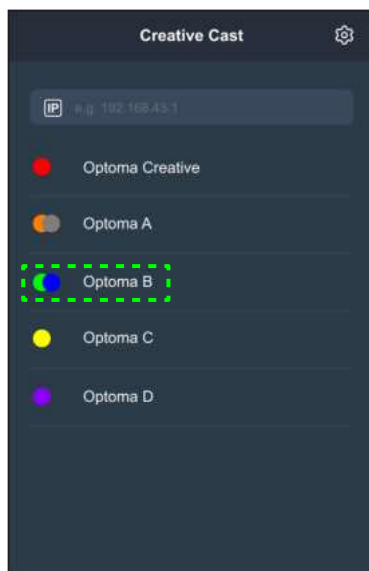 Creative Cast
IP e.g. 192.168.43.1
Optoma Creative
Optoma A
Optoma B
Optoma C
Optoma D